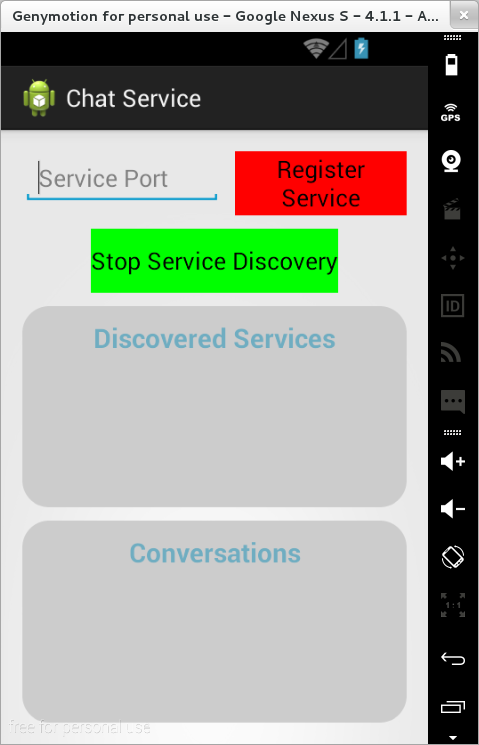 Genymotion for personal use – Google Nexus S – 4.1.1 – A...
GPS
Chat Service
Service Port
Register
Service
Stop Service Discovery
Discovered Services
ID
Conversations
1:1
free for personal use